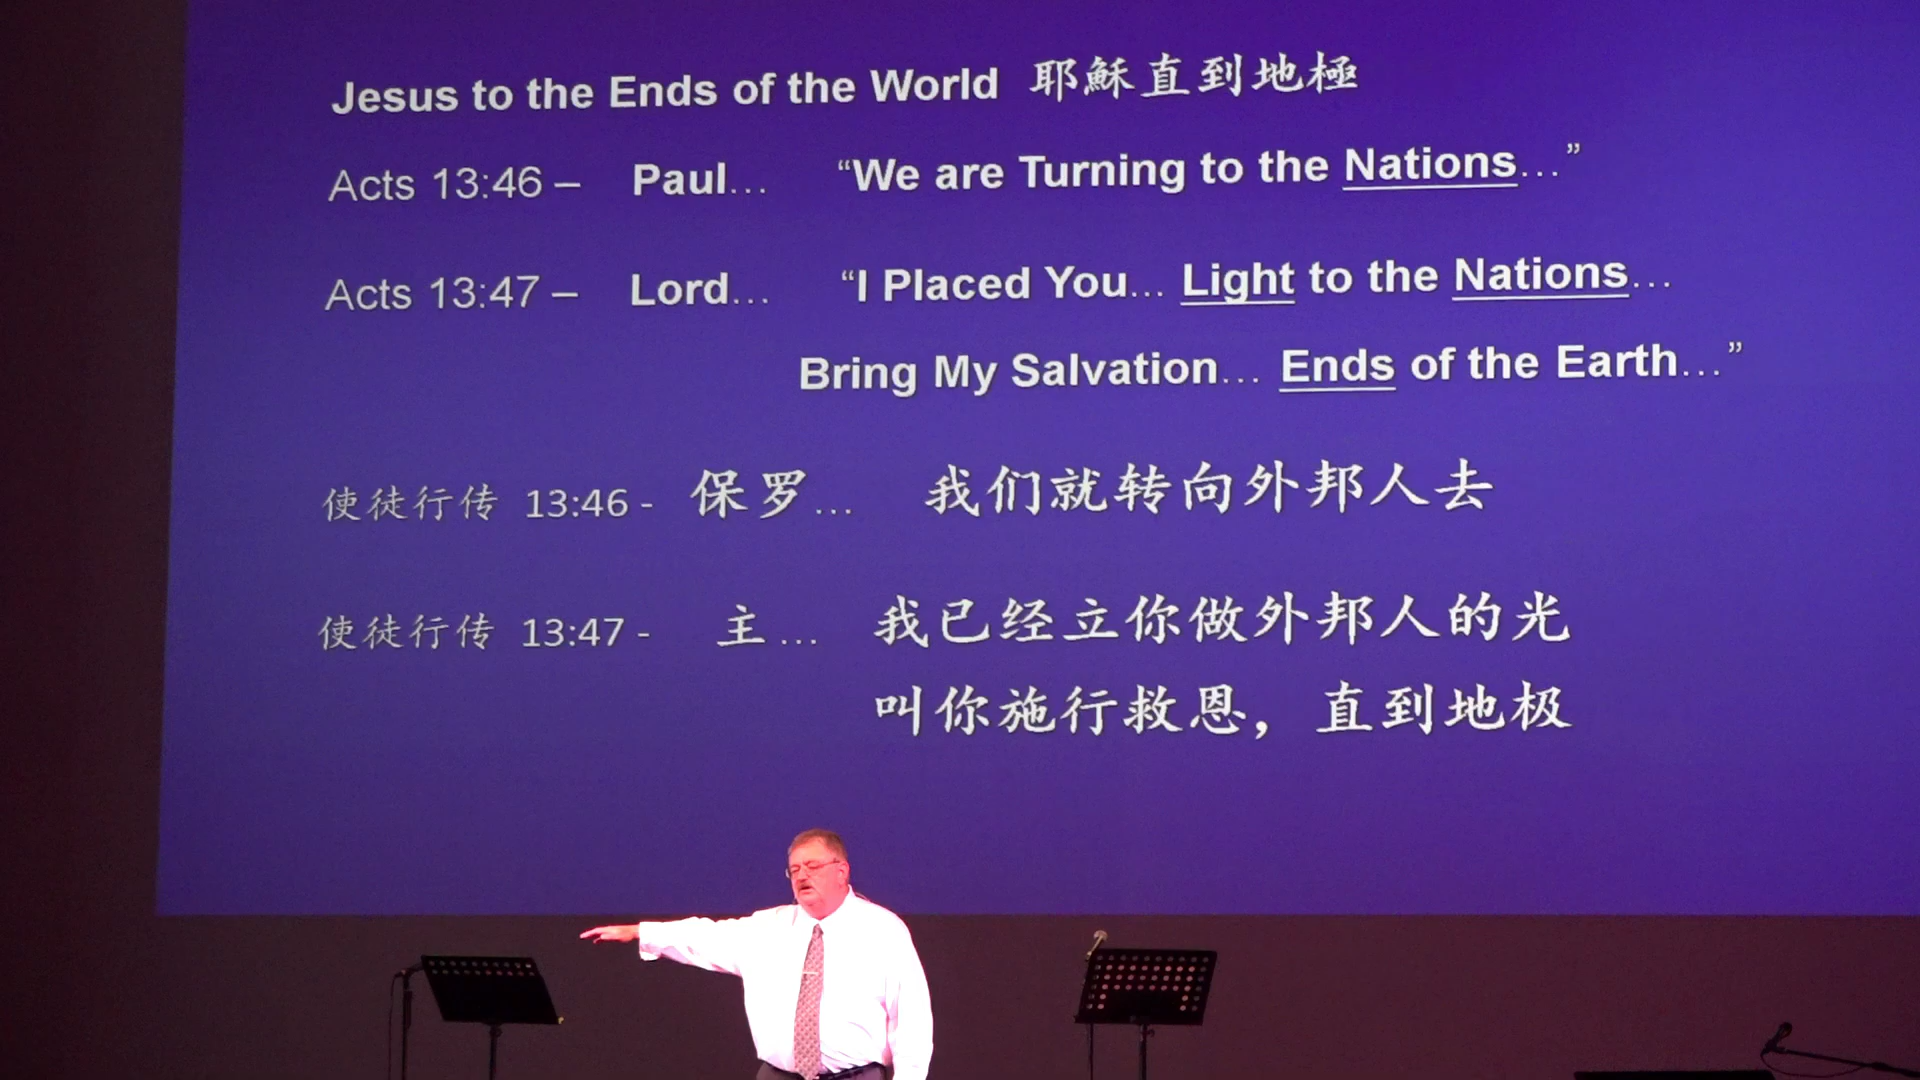 Jesus to the Ends of the World 耶穌直到地極
Acts 13:46 – Paul… “We are Turning to the Nations…”
Acts 13:47 – Lord… “I Placed You… Light to the Nations…
Bring My Salvation… Ends of the Earth…”
使徒行传 13:46 - 保罗… 我们就转向外邦人去
使徒行传 13:47 - 主… 我已经立你做外邦人的光
叫你施行救恩，直到地极